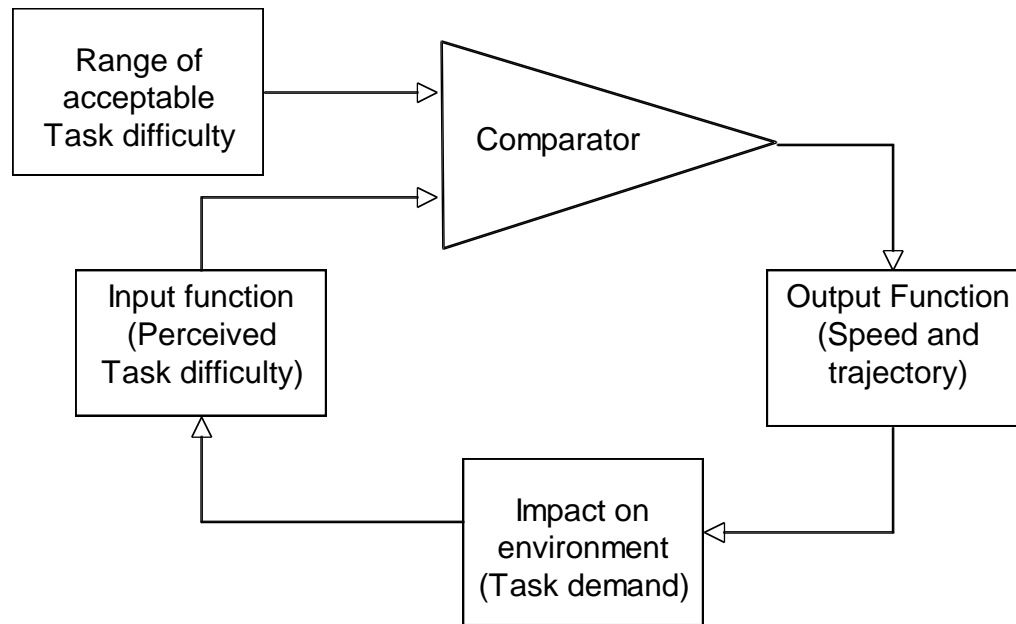 Range of
acceptable
Task difficulty
Comparator
Input function
(Perceived
Task difficulty)
Output Function
(Speed and
trajectory)
Impact on
environment
(Task demand)